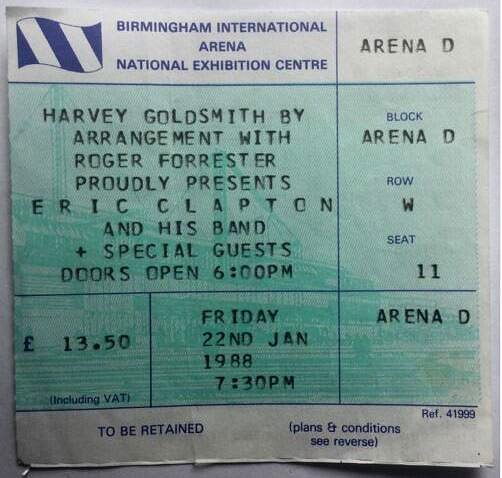 BIRMINGHAM INTERNATIONAL
ARENA
NATIONAL EXHIBITION CENTRE
ARENA D
HARVEY GOLDSMITH BY
ARRANGEMENT WITH
ROGER FORRESTER
PROUDLY PRESENTS
ERIC CLAPTON
AND HIS BAND
+ SPECIAL GUESTS
DOORS OPEN 6:00PM
BLOCK
ARENA D
ROW
W
SEAT
11
£ 13.50
(Including VAT)
FRIDAY
22ND JAN
1988
7:30PM
ARENA D
Ref. 41999
TO BE RETAINED
(plans & conditions
see reverse)